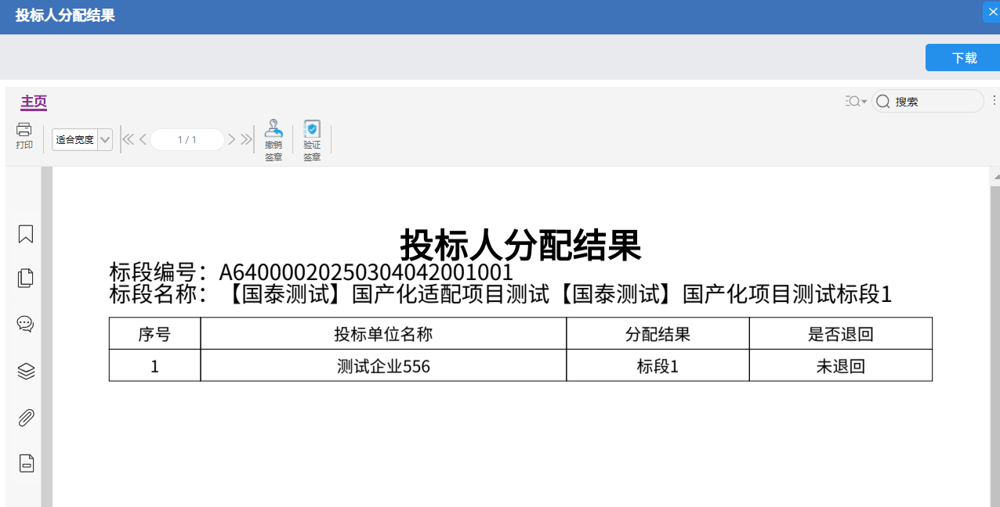 投标人分配结果
下载
主页
搜索
打印
适合宽度
1 / 1
撤销
签章
验证
签章
投标人分配结果
标段编号：A6400002025030404​2001001
标段名称：【国泰测试】国产化适配项目测试【国泰测试】国产化项目测试标段1
序号 投标单位名称 分配结果 是否退回
1 测试企业556 标段1 未退回